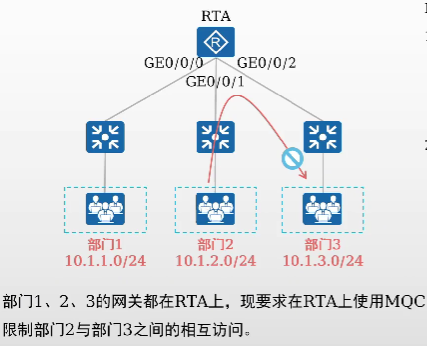 RTA
R
GE0/0/0
GE0/0/2
GE0/0/1
部门1
部门2
部门3
10.1.1.0/24
10.1.2.0/24
10.1.3.0/24
部门1、2、3的网关都在RTA上，现要求在RTA上使用MQC
限制部门2与部门3之间的相互访问。